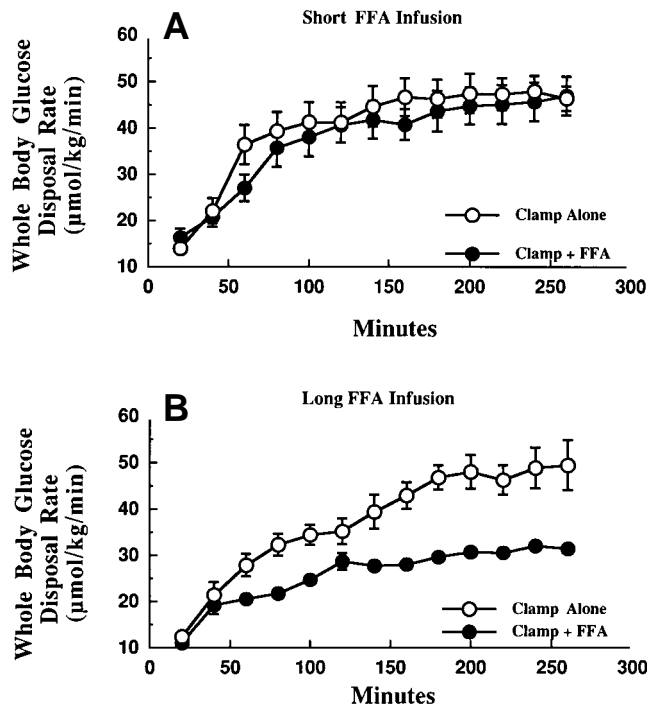 A
Short FFA Infusion
Whole Body Glucose
Disposal Rate
(μmol/kg/min)
60
50
40
30
20
10
Clamp Alone
Clamp + FFA
0
50
100
150
200
250
300
Minutes
B
Long FFA Infusion
Whole Body Glucose
Disposal Rate
(μmol/kg/min)
60
50
40
30
20
10
Clamp Alone
Clamp + FFA
0
50
100
150
200
250
300
Minutes